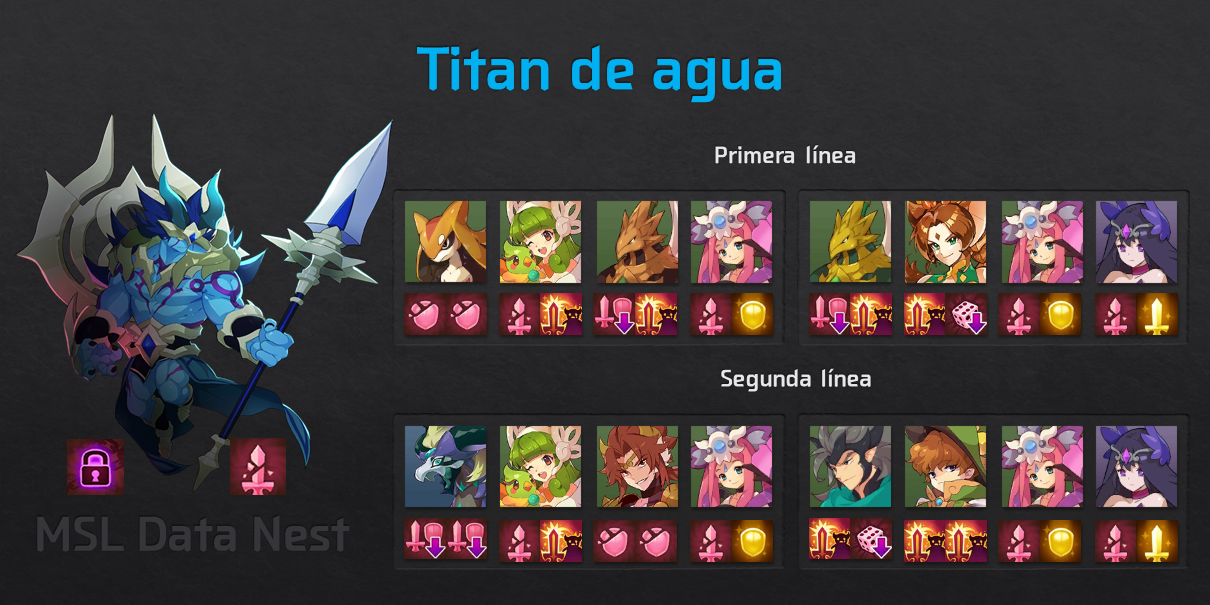 Titan de agua
Primera línea
Segunda línea
MSL Data Nest